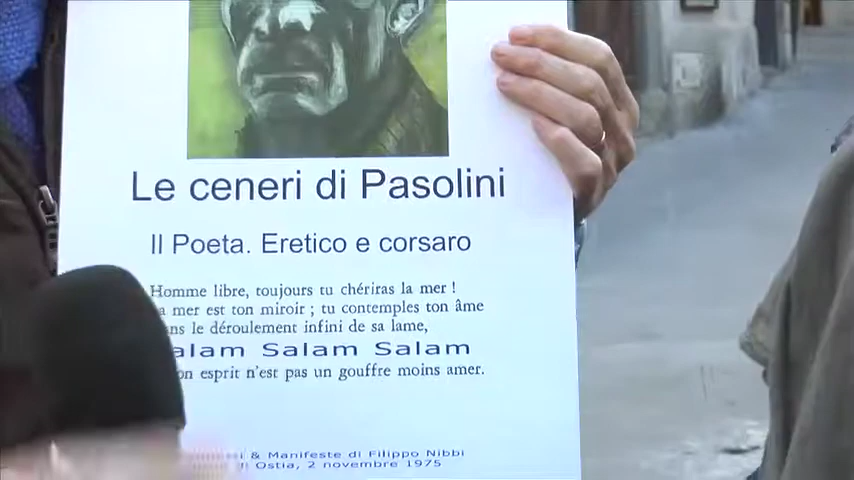 Le ceneri di Pasolini
Il Poeta. Eretico e corsaro
Homme libre, toujours tu chériras la mer !
a mer est ton miroir ; tu contemples ton âme
ns le déroulement infini de sa lame,
alam Salam Salam
on esprit n'est pas un gouffre moins amer.
& Manifeste di Filippo Nibbi
di Ostia, 2 novembre 1975